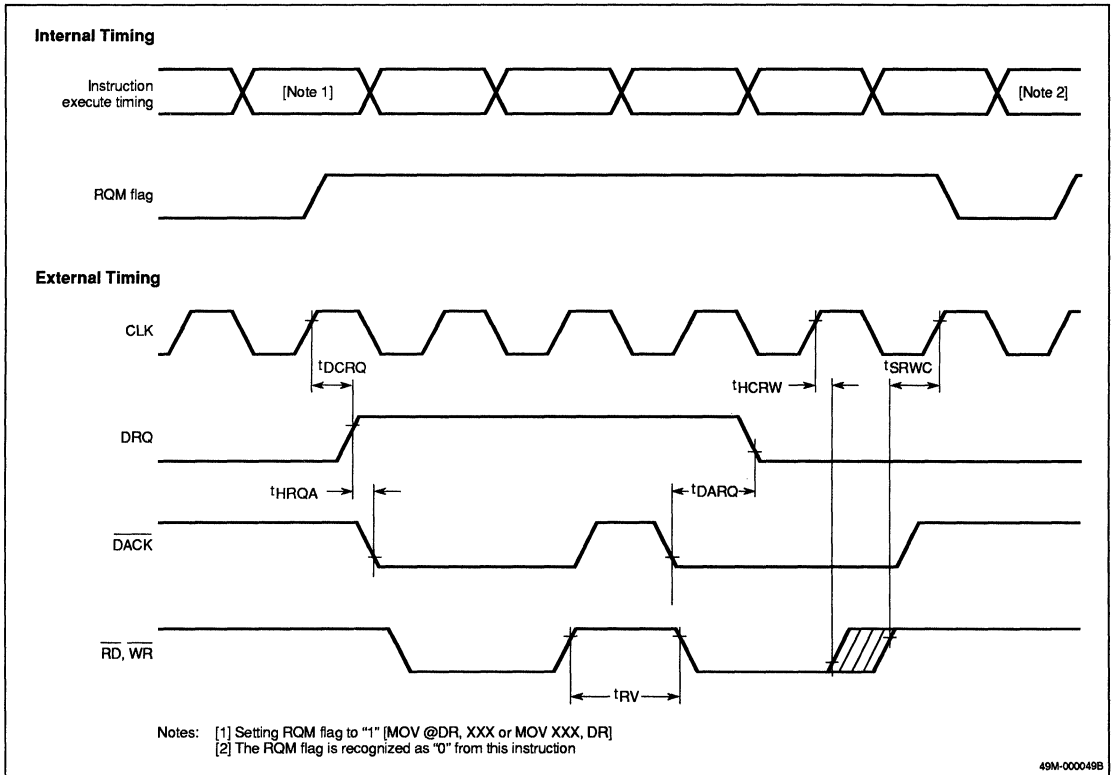 Internal Timing
Instruction
execute timing
[Note 1]
[Note 2]
RQM flag
External Timing
CLK
tDCRQ
tHCRW
tSRWC
DRQ
tHRQA
tDARQ
DACK
RD, WR
tRV
Notes: [1] Setting RQM flag to "1" [MOV @DR, XXX or MOV XXX, DR]
[2] The RQM flag is recognized as "0" from this instruction
49M-000049B